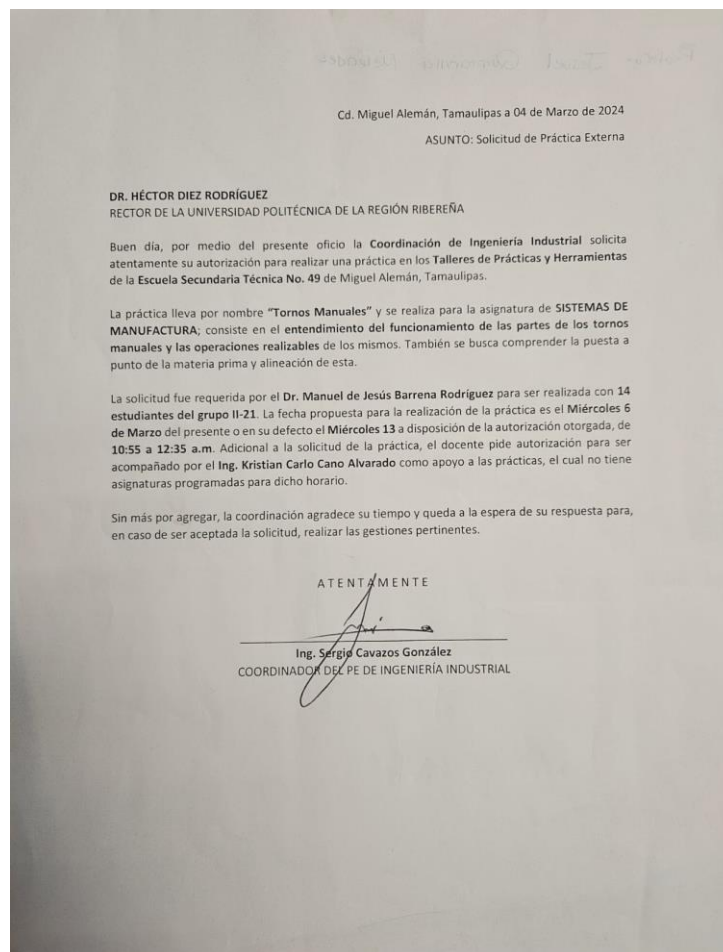 Cd. Miguel Alemán, Tamaulipas a 04 de Marzo de 2024
ASUNTO: Solicitud de Práctica Externa
DR. HÉCTOR DIEZ RODRÍGUEZ
RECTOR DE LA UNIVERSIDAD POLITÉCNICA DE LA REGIÓN RIBEREÑA
Buen día, por medio del presente oficio la Coordinación de Ingeniería Industrial solicita
atentamente su autorización para realizar una práctica en los Talleres de Prácticas y Herramientas
de la Escuela Secundaria Técnica No. 49 de Miguel Alemán, Tamaulipas.
La práctica lleva por nombre “Tornos Manuales” y se realiza para la asignatura de SISTEMAS DE
MANUFACTURA; consiste en el entendimiento del funcionamiento de las partes de los tornos
manuales y las operaciones realizables de los mismos. También se busca comprender la puesta a
punto de la materia prima y alineación de esta.
La solicitud fue requerida por el Dr. Manuel de Jesús Barrena Rodríguez para ser realizada con 14
estudiantes del grupo II-21. La fecha propuesta para la realización de la práctica es el Miércoles 6
de Marzo del presente o en su defecto el Miércoles 13 a disposición de la autorización otorgada, de
10:55 a 12:35 a.m. Adicional a la solicitud de la práctica, el docente pide autorización para ser
acompañado por el Ing. Kristian Carlo Cano Alvarado como apoyo a las prácticas, el cual no tiene
asignaturas programadas para dicho horario.
Sin más por agregar, la coordinación agradece su tiempo y queda a la espera de su respuesta para,
en caso de ser aceptada la solicitud, realizar las gestiones pertinentes.
ATENTAMENTE
Ing. Sergio Cavazos González
COORDINADOR DEL PE DE INGENIERÍA INDUSTRIAL